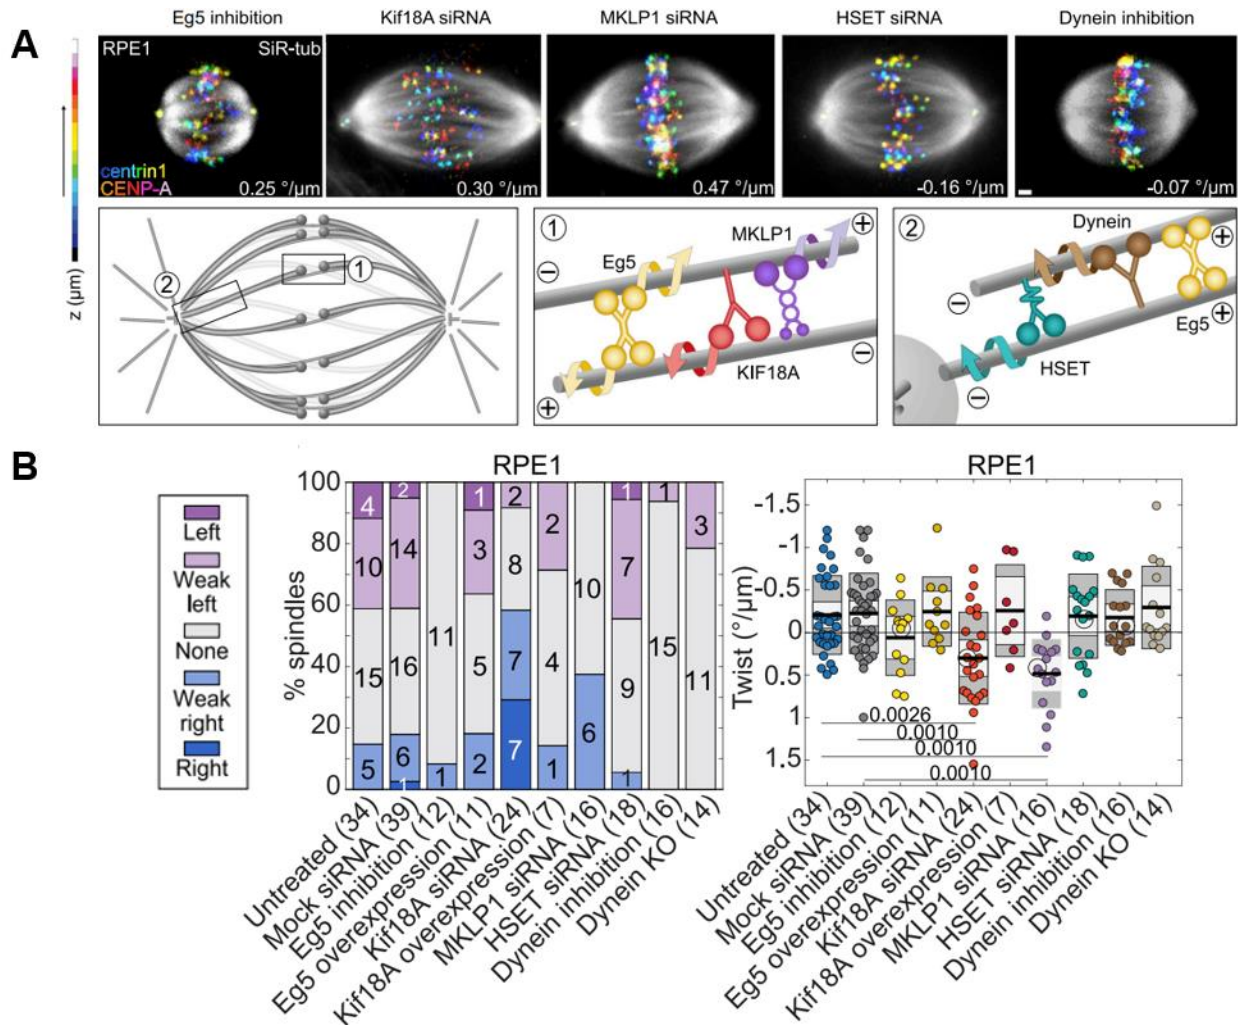 A
Eg5 inhibition
Kif18A siRNA
MKLP1 siRNA
HSET siRNA
Dynein inhibition
RPE1
SiR-tub
centrin1
CENP-A
0.25 °/µm
0.30 °/µm
0.47 °/µm
-0.16 °/µm
-0.07 °/µm
z (µm)
2
1
1
MKLP1
Eg5
KIF18A
+
−
−
+
2
Dynein
HSET
Eg5
+
+
−
−
B
Left
Weak
left
None
Weak
right
Right
RPE1
% spindles
100
80
60
40
20
0
4
10
15
5
2
14
16
6
1
11
1
1
3
5
2
2
8
7
7
2
4
1
10
6
1
7
9
1
1
15
3
11
Untreated (34)
Mock siRNA (39)
Eg5 inhibition (12)
Eg5 overexpression (11)
Kif18A siRNA (24)
Kif18A overexpression (7)
MKLP1 siRNA (16)
HSET siRNA (18)
Dynein inhibition (16)
Dynein KO (14)
RPE1
Twist (°/µm)
-1.5
-1
-0.5
0
0.5
1
1.5
0.0026
0.0010
0.0010
0.0010
Untreated (34)
Mock siRNA (39)
Eg5 inhibition (12)
Eg5 overexpression (11)
Kif18A siRNA (24)
Kif18A overexpression (7)
MKLP1 siRNA (16)
HSET siRNA (18)
Dynein inhibition (16)
Dynein KO (14)